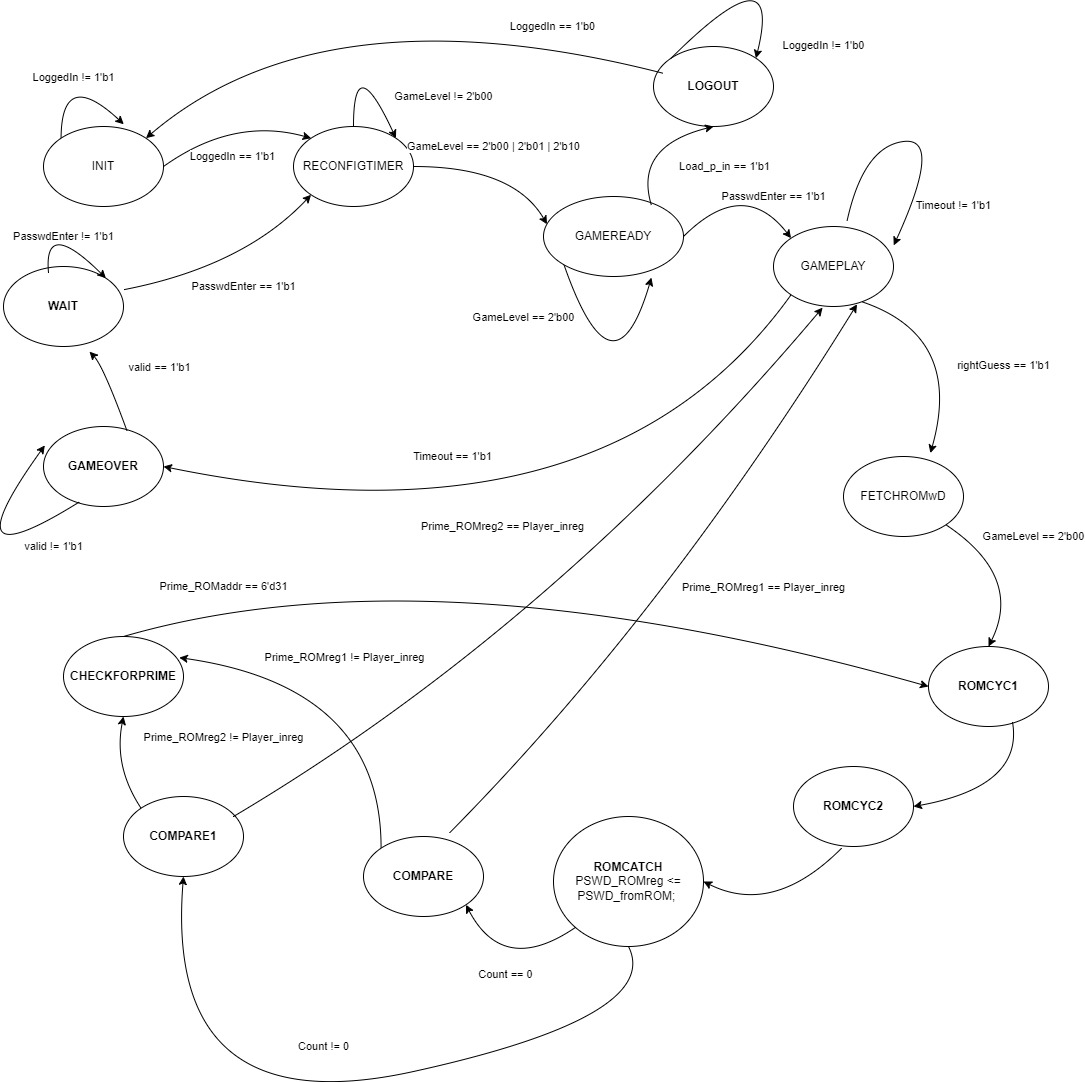 LoggedIn == 1'b0
LoggedIn != 1'b0
LOGOUT
LoggedIn != 1'b1
GameLevel != 2'b00
INIT
LoggedIn == 1'b1
RECONFIGTIMER
GameLevel == 2'b00 | 2'b01 | 2'b10
Load_p_in == 1'b1
PasswdEnter == 1'b1
Timeout != 1'b1
PasswdEnter != 1'b1
GAMEREADY
GAMEPLAY
WAIT
PasswdEnter == 1'b1
GameLevel == 2'b00
valid == 1'b1
rightGuess == 1'b1
GAMEOVER
Timeout == 1'b1
FETCHROMwD
valid != 1'b1
Prime_ROMreg2 == Player_inreg
GameLevel == 2'b00
Prime_ROMaddr == 6'd31
Prime_ROMreg1 == Player_inreg
CHECKFORPRIME
Prime_ROMreg1 != Player_inreg
ROMCYC1
Prime_ROMreg2 != Player_inreg
ROMCYC2
COMPARE1
COMPARE
ROMCATCH
PSWD_ROMreg <=
PSWD_fromROM;
Count == 0
Count != 0